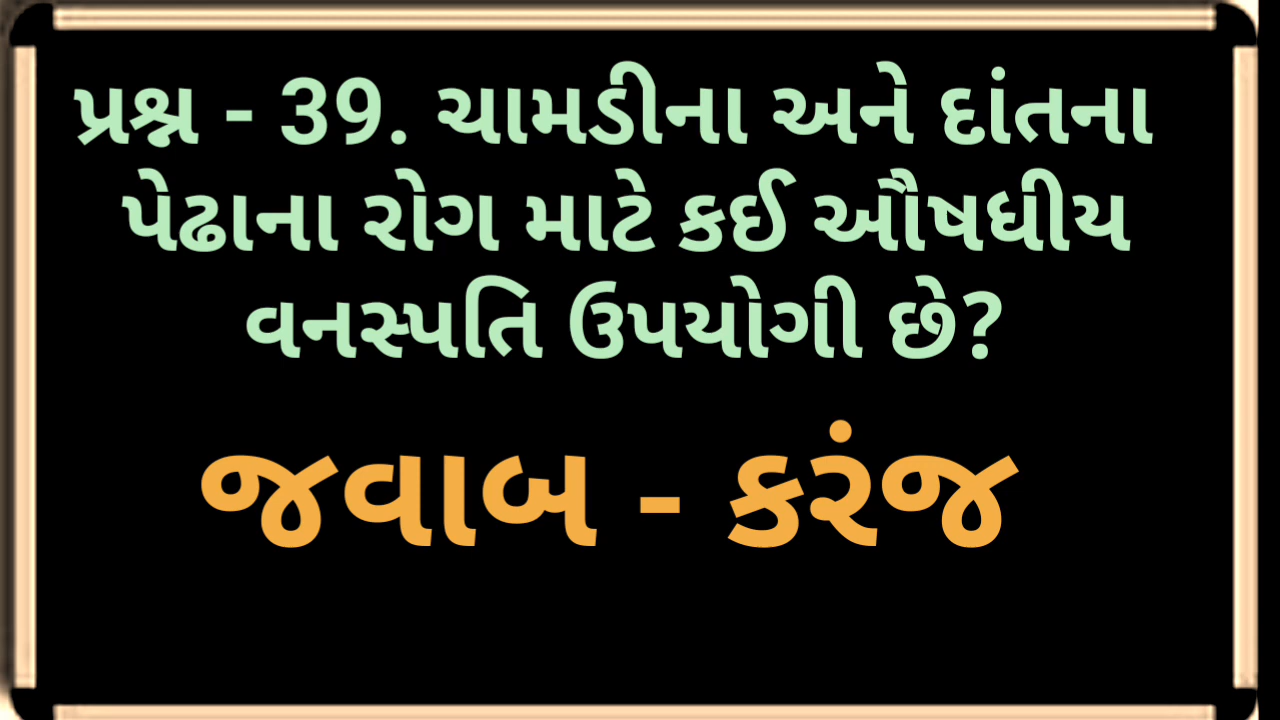 પ્રશ્ન - 39. ચામડીના અને દાંતના
પેઢાના રોગ માટે કઈ ઔષધીય
વનસ્પતિ ઉપયોગી છે?
જવાબ - કરંજ